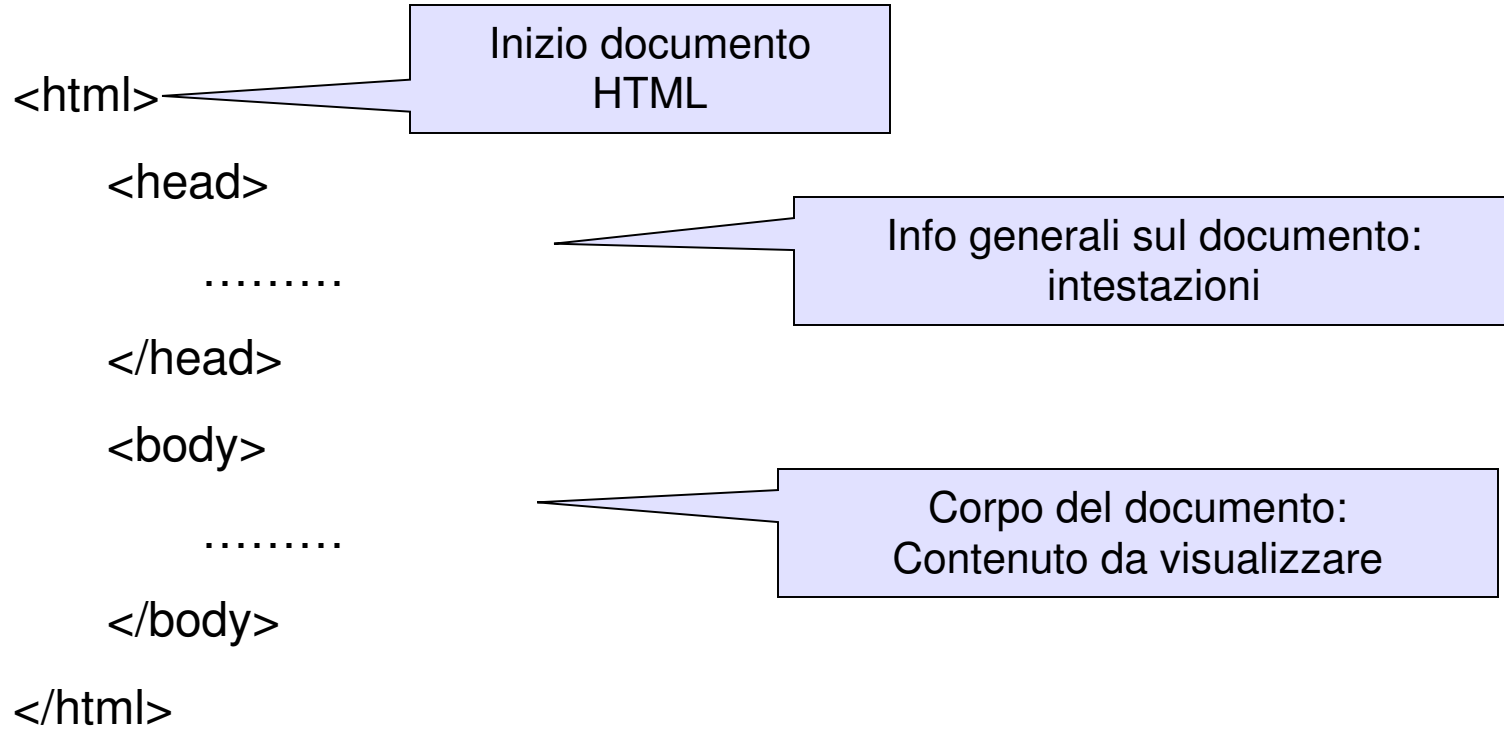 Inizio documento
HTML
<html>
<head>
Info generali sul documento:
intestazioni
………
</head>
<body>
Corpo del documento:
Contenuto da visualizzare
………
</body>
</html>